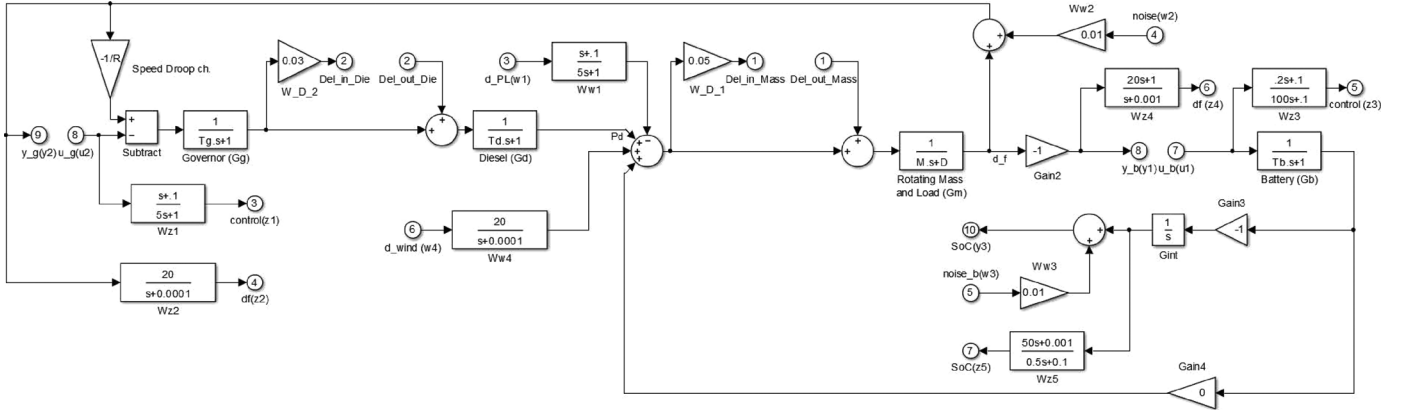 Ww2
noise(w2)
0.01
4
+
+
-1/R
Speed Droop ch.
0.03
2
Del_in_Die
W_D_2
2
Del_out_Die
3
d_PL(w1)
s+.1
5s+1
Ww1
0.05
1
Del_in_Mass
W_D_1
1
Del_out_Mass
20s+1
s+0.001
Wz4
6
df (z4)
.2s+.1
100s+.1
Wz3
5
control (z3)
9
y_g(y2)
8
u_g(u2)
+
−
Subtract
1
Tg.s+1
Governor (Gg)
+
+
1
Td.s+1
Diesel (Gd)
Pd
−
+
+
+
+
+
1
M.s+D
Rotating Mass
and Load (Gm)
d_f
-1
Gain2
8
y_b(y1)
7
u_b(u1)
1
Tb.s+1
Battery (Gb)
s+.1
5s+1
Wz1
3
control(z1)
6
d_wind (w4)
20
s+0.0001
Ww4
10
SoC(y3)
+
+
1
s
Gint
Gain3
-1
noise_b(w3)
5
Ww3
0.01
20
s+0.0001
Wz2
4
df(z2)
7
SoC(z5)
50s+0.001
0.5s+0.1
Wz5
Gain4
0